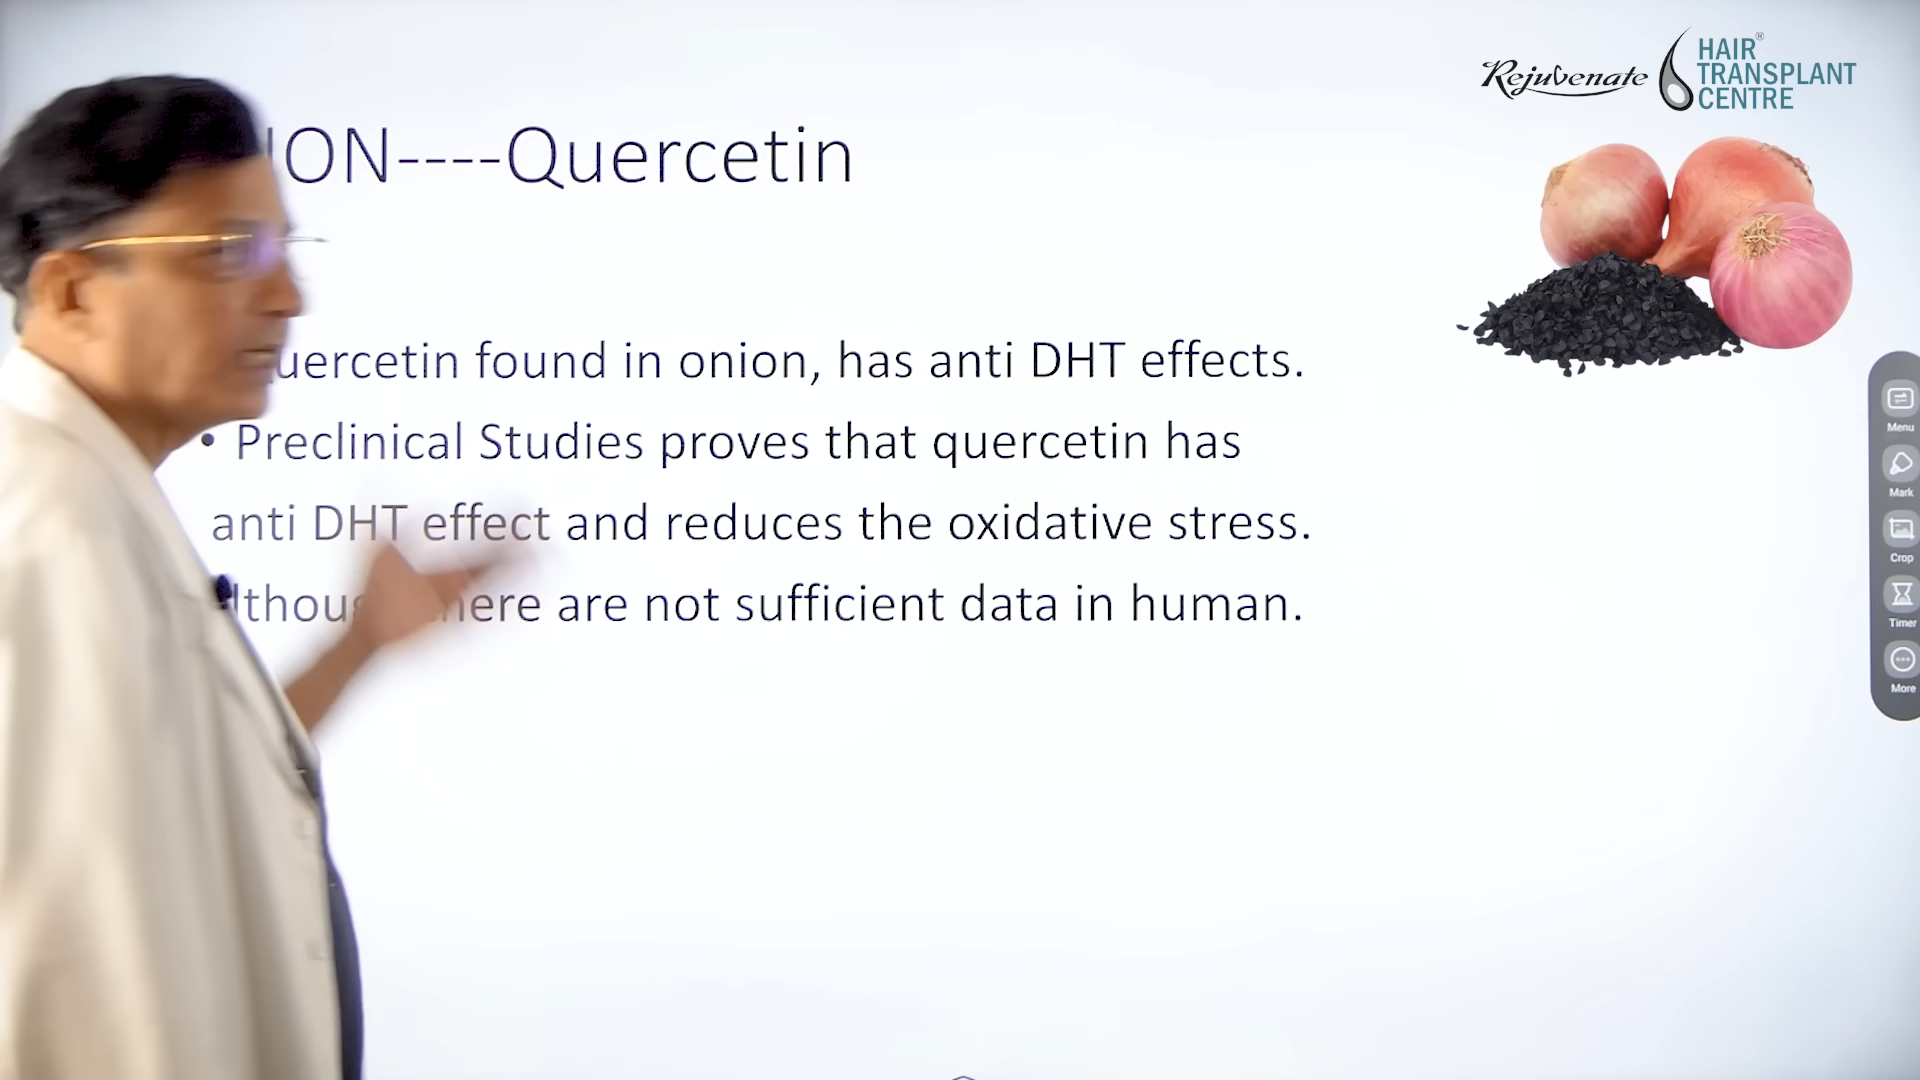 Rejuvenate HAIR®
TRANSPLANT
CENTRE
ION----Quercetin
uercetin found in onion, has anti DHT effects.
• Preclinical Studies proves that quercetin has
anti DHT effect and reduces the oxidative stress.
are not sufficient data in human.
Menu
Mark
Crop
Timer
More